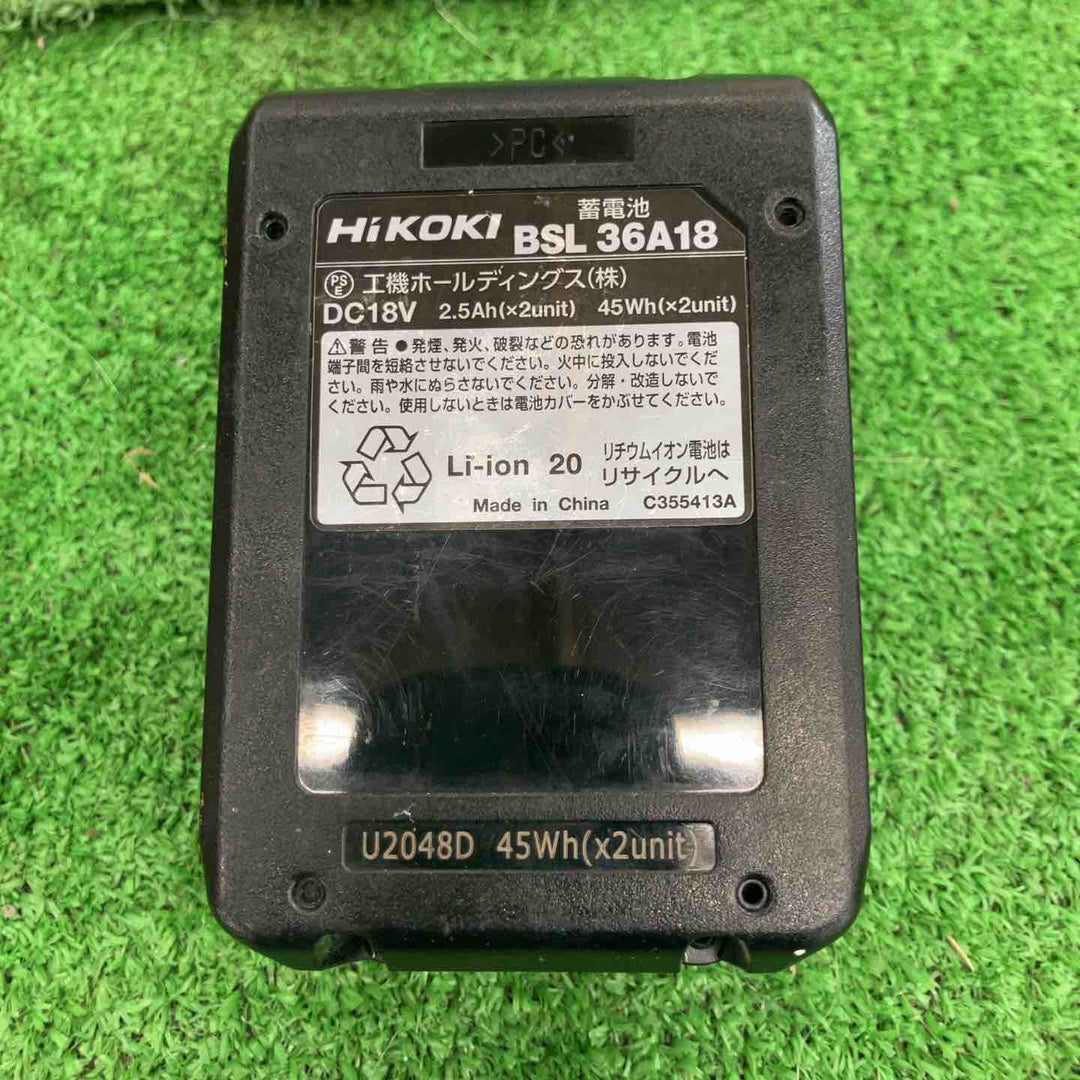 >PC<
HiKOKI
蓄電池
BSL 36A18
PSE 工機ホールディングス(株)
DC18V 2.5Ah(×2unit) 45Wh(×2unit)
⚠警告 ●発煙、発火、破裂などの恐れがあります。電池
端子間を短絡させないでください。火中に投入しないでくだ
さい。雨や水にぬらさないでください。分解・改造しないで
ください。使用しないときは電池カバーをかぶせてください。
Li-ion 20
リチウムイオン電池は
リサイクルへ
Made in China C355413A
U2048D 45Wh(x2unit)